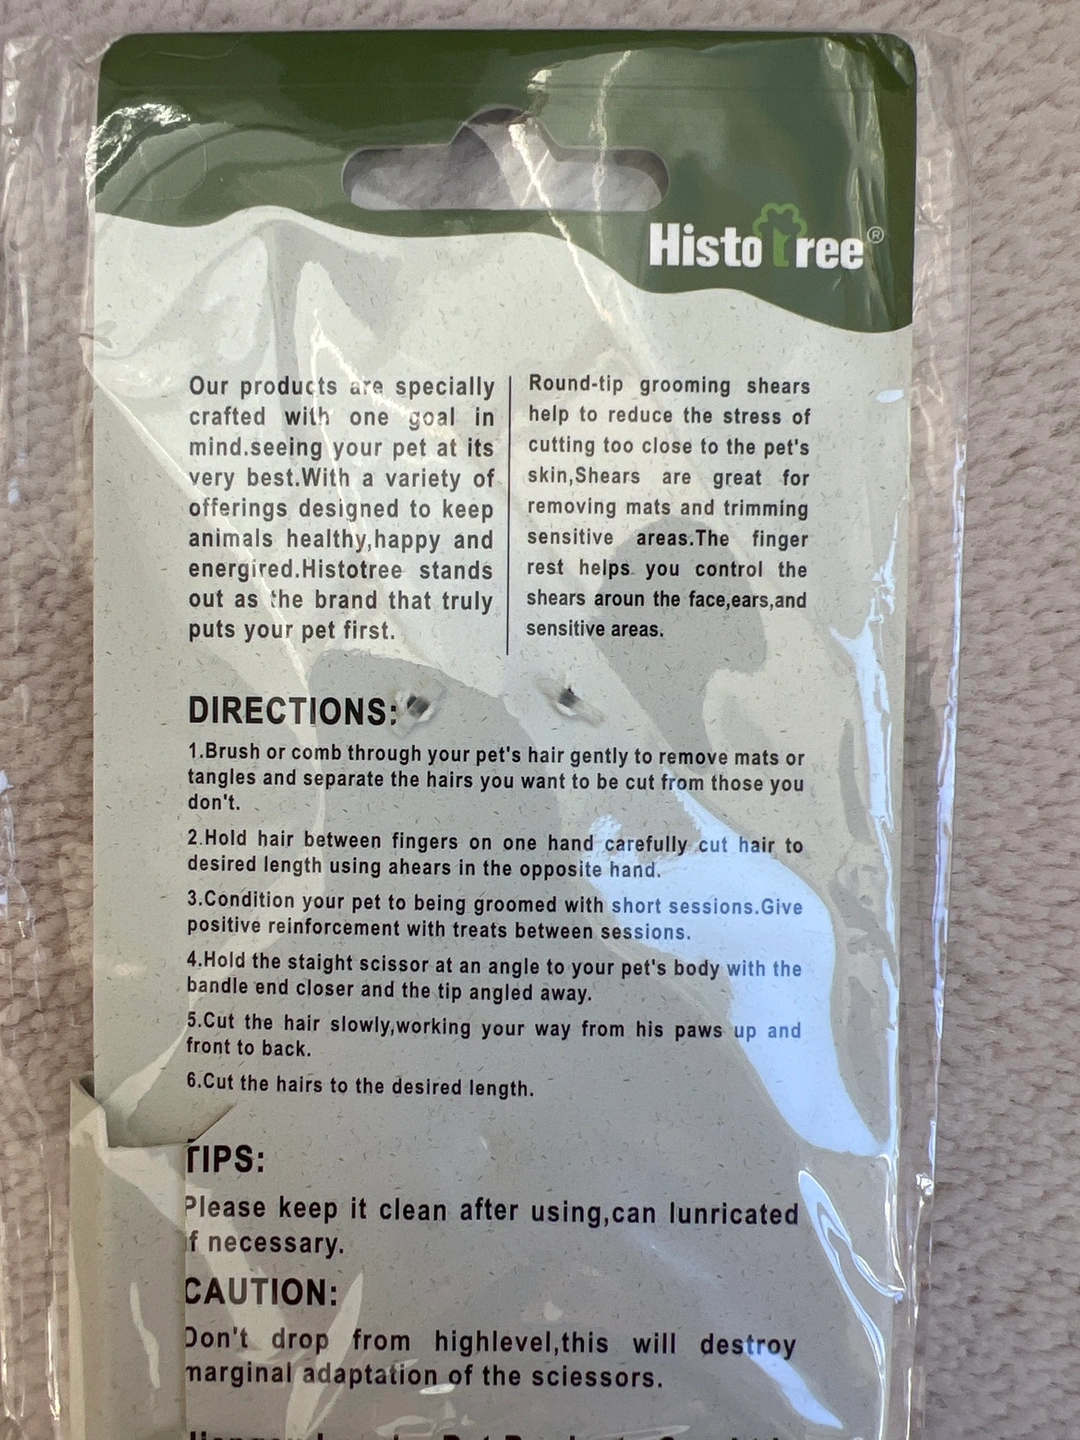 HistoTree®
Our products are specially
crafted with one goal in
mind.seeing your pet at its
very best.With a variety of
offerings designed to keep
animals healthy,happy and
energired.Histotree stands
out as the brand that truly
puts your pet first.
Round-tip grooming shears
help to reduce the stress of
cutting too close to the pet's
skin,Shears are great for
removing mats and trimming
sensitive areas.The finger
rest helps you control the
shears aroun the face,ears,and
sensitive areas.
DIRECTIONS:
1.Brush or comb through your pet's hair gently to remove mats or
tangles and separate the hairs you want to be cut from those you
don't.
2.Hold hair between fingers on one hand carefully cut hair to
desired length using ahears in the opposite hand.
3.Condition your pet to being groomed with short sessions.Give
positive reinforcement with treats between sessions.
4.Hold the staight scissor at an angle to your pet's body with the
bandle end closer and the tip angled away.
5.Cut the hair slowly,working your way from his paws up and
front to back.
6.Cut the hairs to the desired length.
TIPS:
Please keep it clean after using,can lunricated
if necessary.
CAUTION:
Don't drop from highlevel,this will destroy
marginal adaptation of the sciessors.